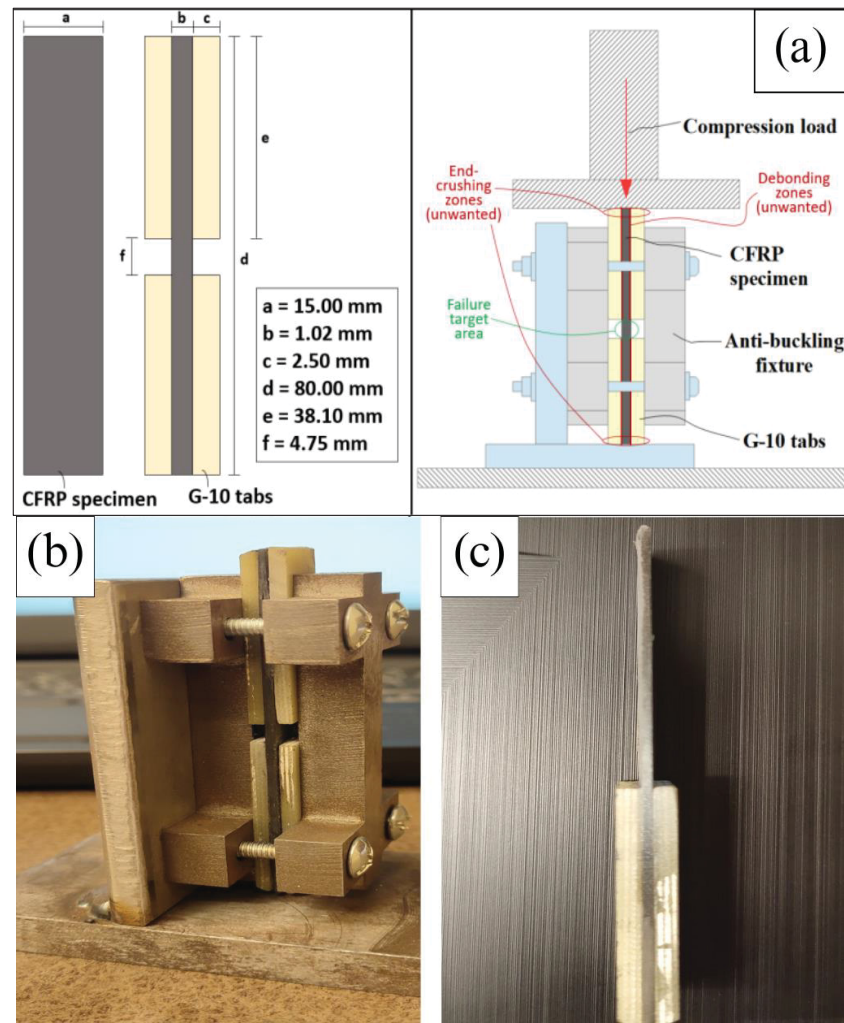 a
b
c
e
f
d
a = 15.00 mm
b = 1.02 mm
c = 2.50 mm
d = 80.00 mm
e = 38.10 mm
f = 4.75 mm
CFRP specimen
G-10 tabs
(a)
Compression load
End-
crushing
zones
(unwanted)
Debonding
zones
(unwanted)
CFRP
specimen
Failure
target
area
Anti-buckling
fixture
G-10 tabs
(b)
(c)